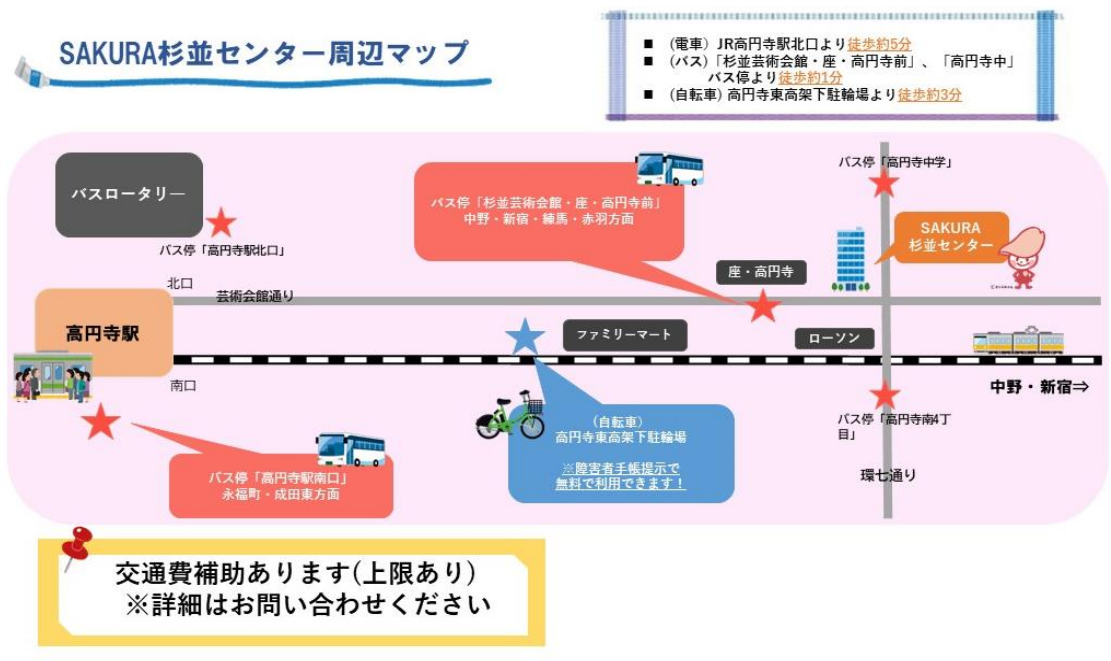 SAKURA杉並センター周辺マップ
■ (電車) JR高円寺駅北口より徒歩約5分
■ (バス)「杉並芸術会館・座・高円寺前」、「高円寺中」
バス停より徒歩約1分
■ (自転車) 高円寺東高架下駐輪場より徒歩約3分
バスロータリー
バス停「高円寺駅北口」
バス停「杉並芸術会館・座・高円寺前」
中野・新宿・練馬・赤羽方面
バス停「高円寺中学」
SAKURA
杉並センター
座・高円寺
北口
芸術会館通り
高円寺駅
ファミリーマート
ローソン
南口
中野・新宿⇒
バス停「高円寺南4丁
目」
(自転車)
高円寺東高架下駐輪場
※障害者手帳提示で
無料で利用できます!
バス停「高円寺駅南口」
永福町・成田東方面
環七通り
交通費補助あります(上限あり)
※詳細はお問い合わせください